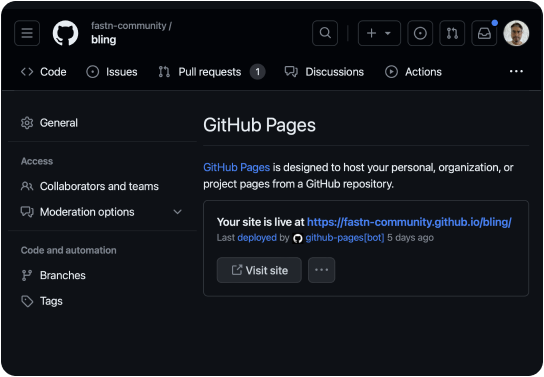 fastn-community /
bling
Code
Issues
Pull requests 1
Discussions
Actions
General
Access
Collaborators and teams
Moderation options
Code and automation
Branches
Tags
GitHub Pages
GitHub Pages is designed to host your personal, organization, or
project pages from a GitHub repository.
Your site is live at https://fastn-community.github.io/bling/
Last deployed by github-pages[bot] 5 days ago
Visit site